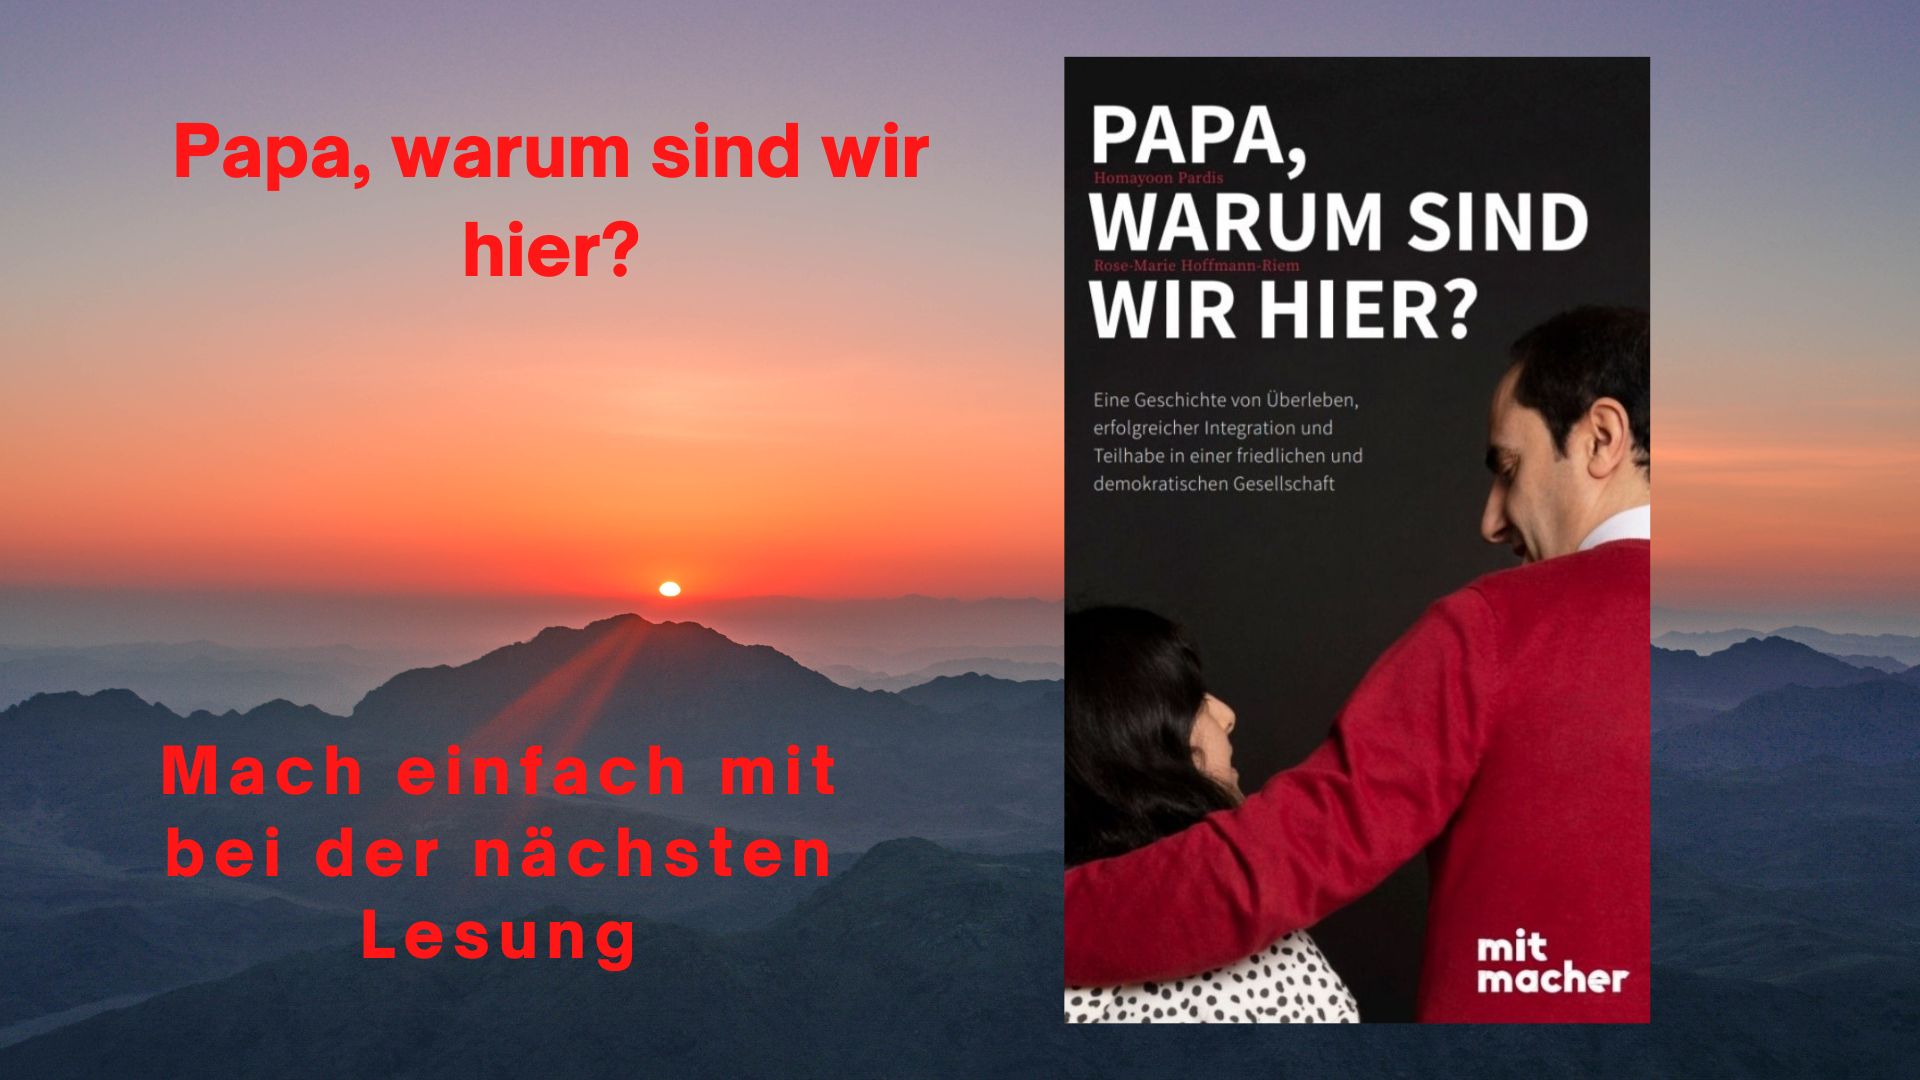 Papa, warum sind wir
hier?
Mach einfach mit
bei der nächsten
Lesung
PAPA,
Homayoon Pardis
WARUM SIND
Rose-Marie Hoffmann-Riem
WIR HIER?
Eine Geschichte von Überleben,
erfolgreicher Integration und
Teilhabe in einer friedlichen und
demokratischen Gesellschaft
mit
macher